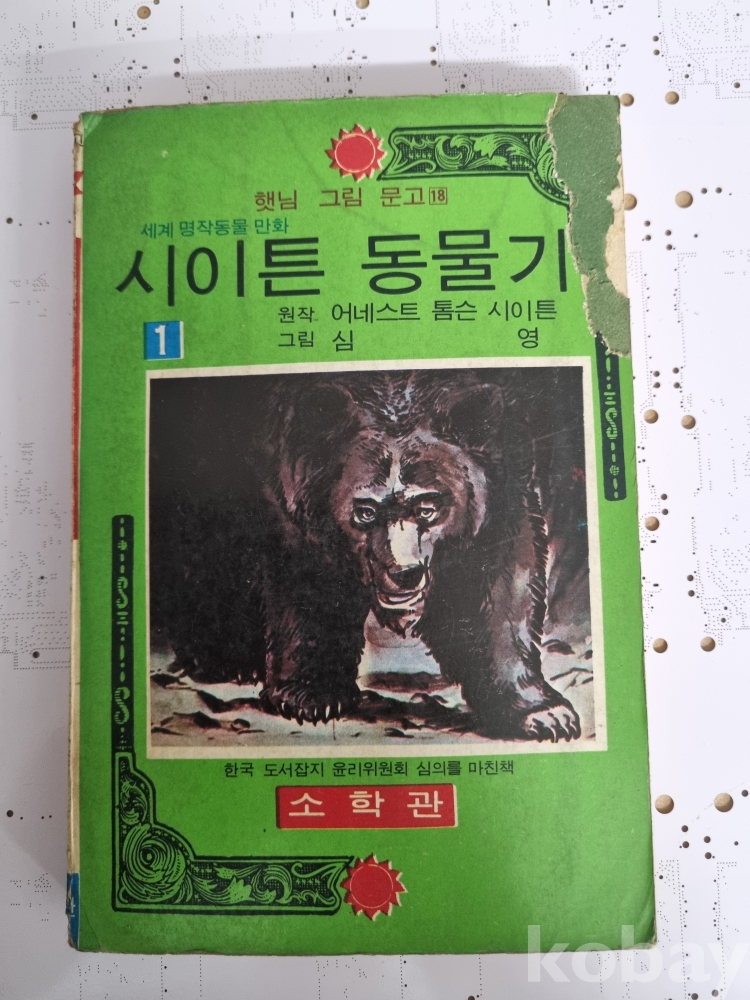 햇님 그림 문고 18
세계 명작동물 만화
시이튼 동물기
1
원작 어네스트 톰슨 시이튼
그림 심 영
한국 도서잡지 윤리위원회 심의를 마친책
소학관
kobay